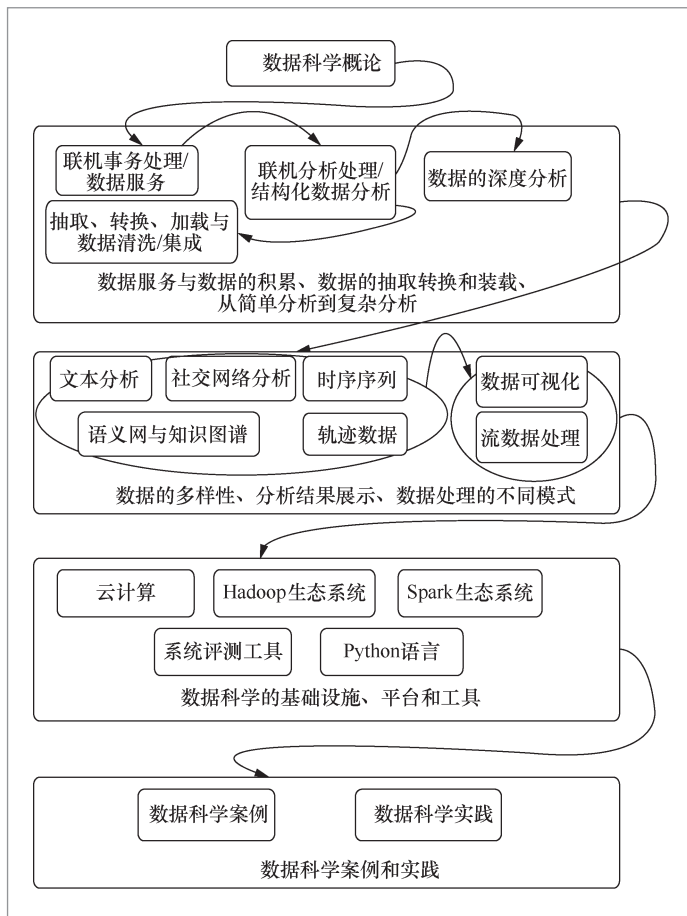 数据科学概论
联机事务处理/
数据服务
联机分析处理/
结构化数据分析
数据的深度分析
抽取、转换、加载与
数据清洗/集成
数据服务与数据的积累、数据的抽取转换和装载、
从简单分析到复杂分析
文本分析
社交网络分析
时序序列
数据可视化
语义网与知识图谱
轨迹数据
流数据处理
数据的多样性、分析结果展示、数据处理的不同模式
云计算
Hadoop生态系统
Spark生态系统
系统评测工具
Python语言
数据科学的基础设施、平台和工具
数据科学案例
数据科学实践
数据科学案例和实践